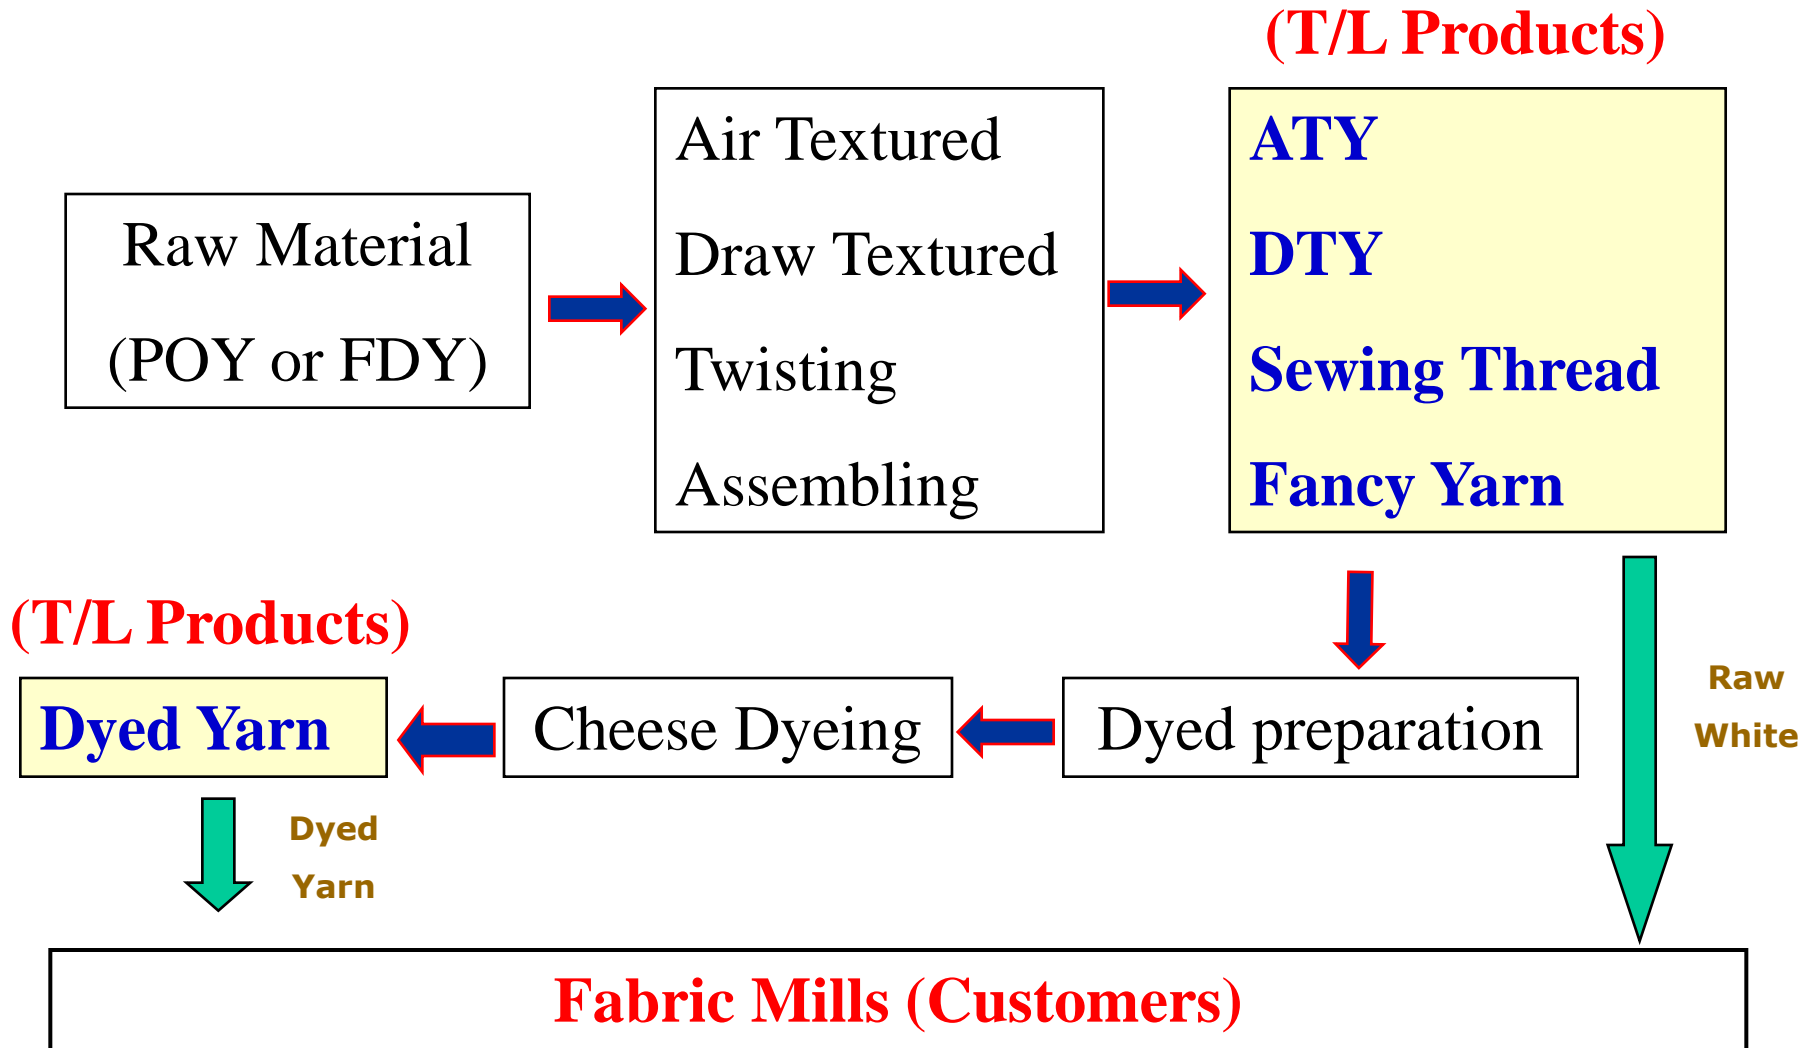 (T/L Products)
Raw Material
(POY or FDY)
Air Textured
Draw Textured
Twisting
Assembling
ATY
DTY
Sewing Thread
Fancy Yarn
(T/L Products)
Dyed Yarn
Cheese Dyeing
Dyed preparation
Raw
White
Dyed
Yarn
Fabric Mills (Customers)